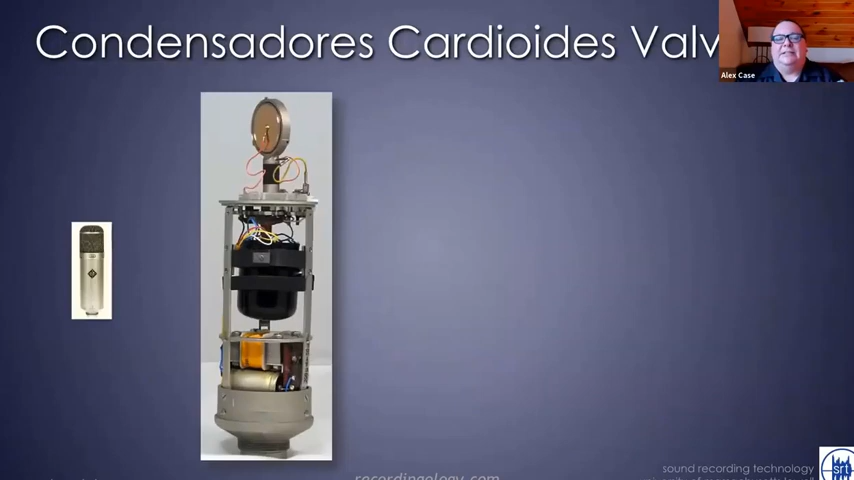 Condensadores Cardioides Valv
Alex Case
recordingology.com
sound recording technology
srt